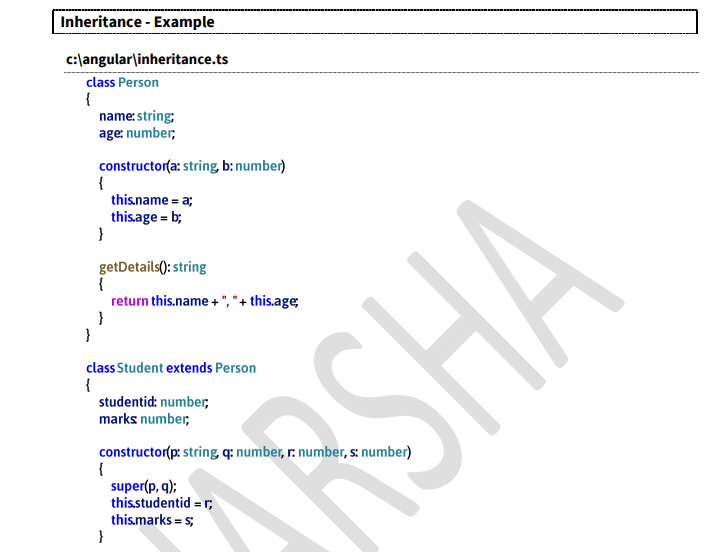 Inheritance - Example
c:\angular\inheritance.ts
class Person
{
name: string;
age: number;
constructor(a: string, b: number)
{
this.name = a;
this.age = b;
}
getDetails(): string
{
return this.name + ", " + this.age;
}
}
class Student extends Person
{
studentid: number;
marks: number;
constructor(p: string, q: number, r: number, s: number)
{
super(p, q);
this.studentid = r;
this.marks = s;
}
HARSHA